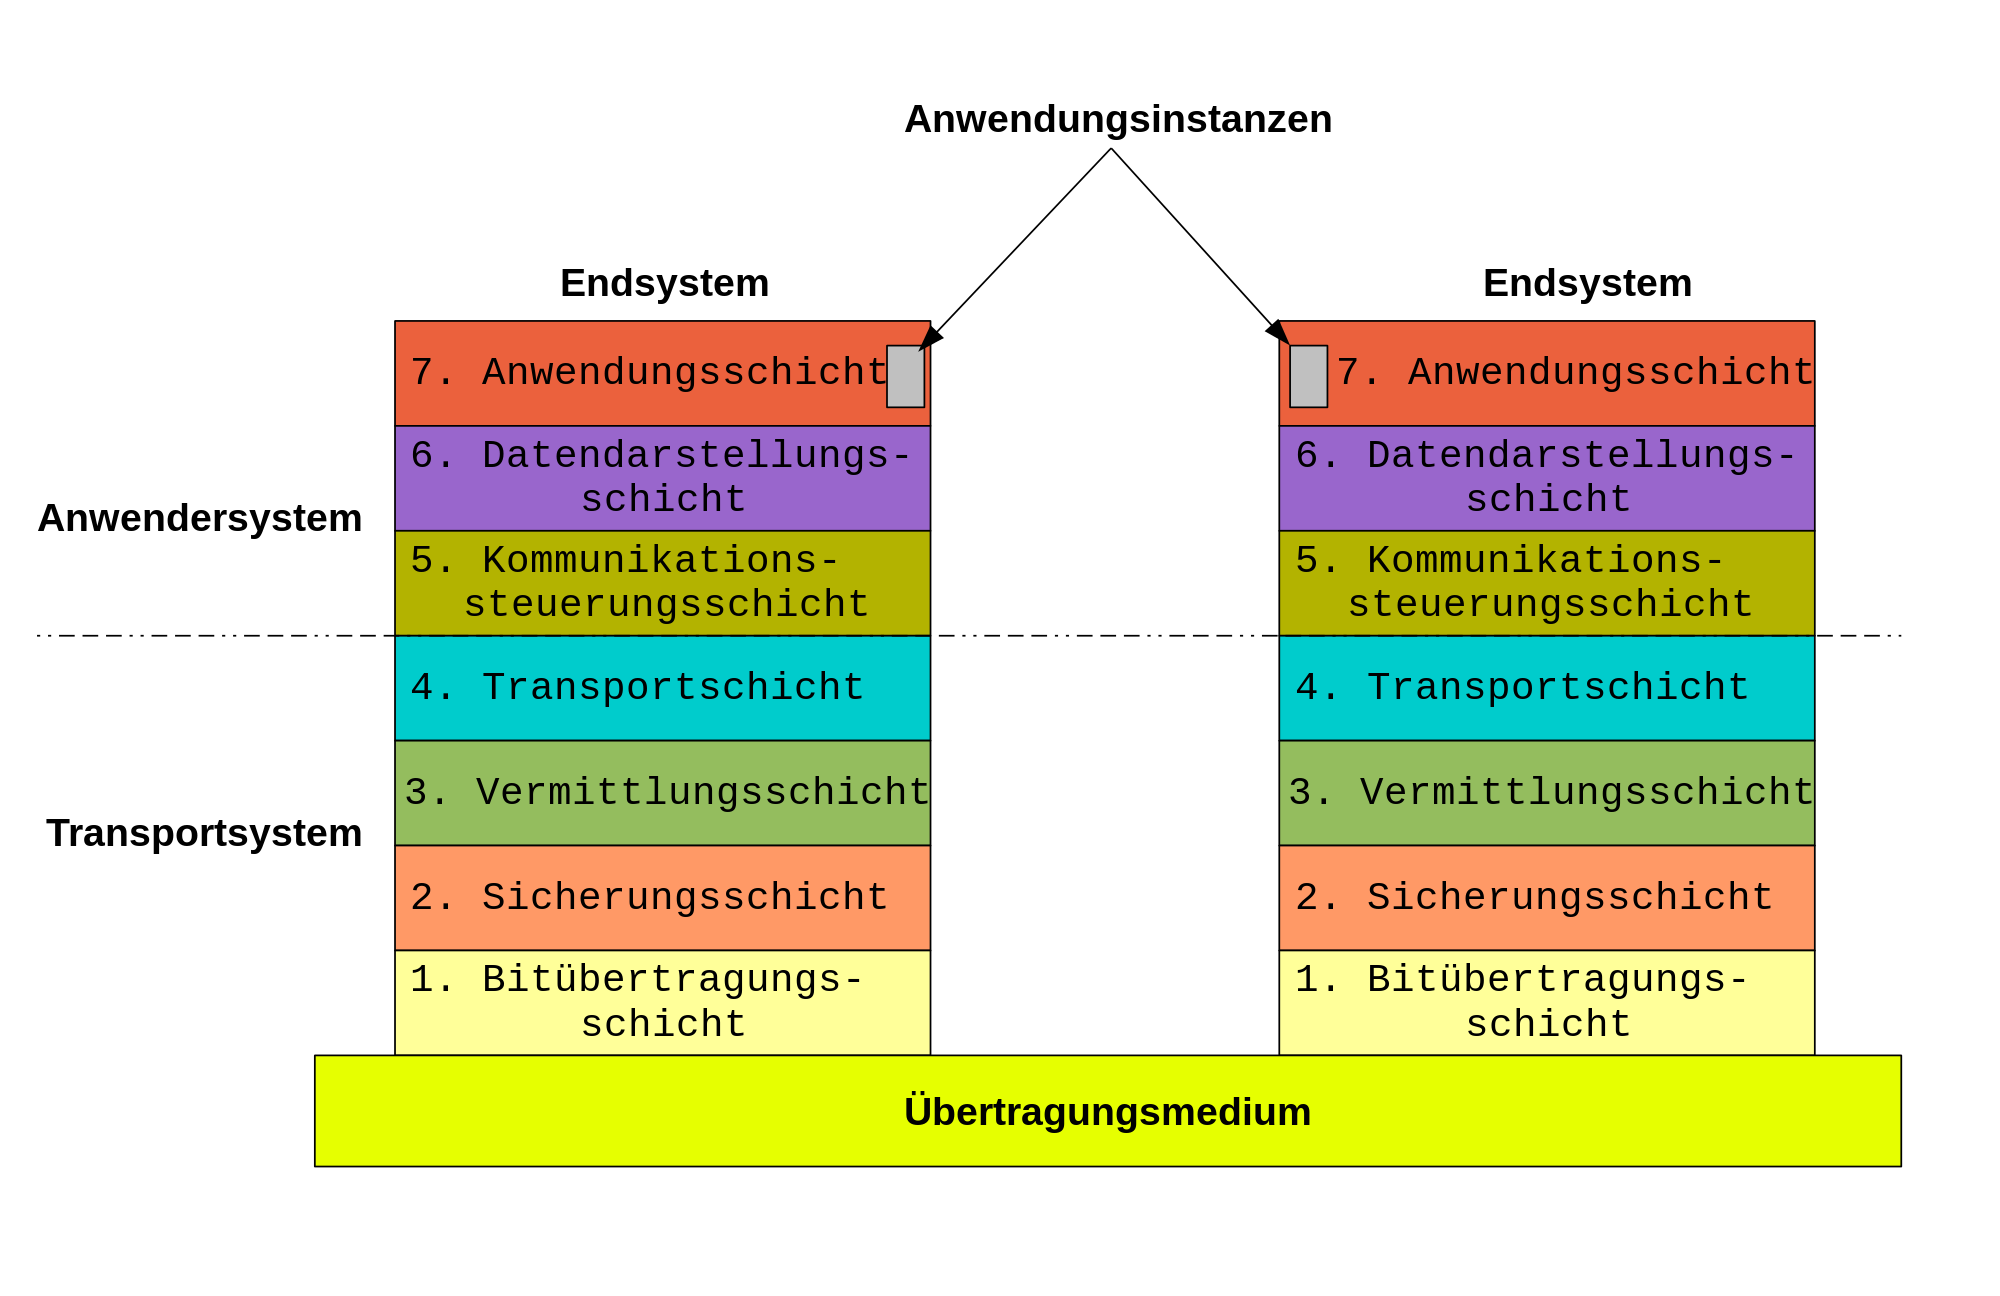 Anwendungsinstanzen
Endsystem
Endsystem
7. Anwendungsschicht
7. Anwendungsschicht
6. Datendarstellungs-
schicht
6. Datendarstellungs-
schicht
Anwendersystem
5. Kommunikations-
steuerungsschicht
5. Kommunikations-
steuerungsschicht
4. Transportschicht
4. Transportschicht
3. Vermittlungsschicht
3. Vermittlungsschicht
Transportsystem
2. Sicherungsschicht
2. Sicherungsschicht
1. Bitübertragungs-
schicht
1. Bitübertragungs-
schicht
Übertragungsmedium